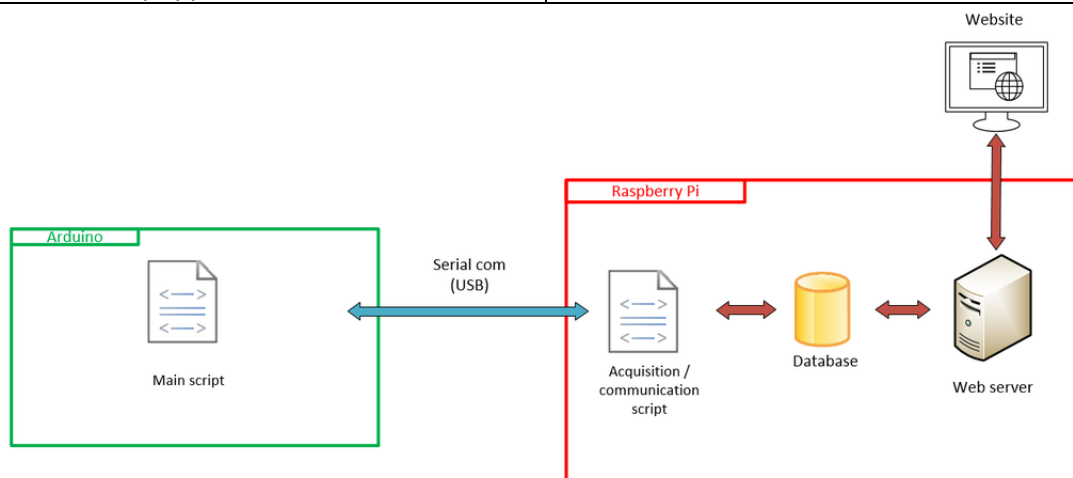 Website
Raspberry Pi
Arduino
Serial com
(USB)
Main script
Acquisition /
communication
script
Database
Web server